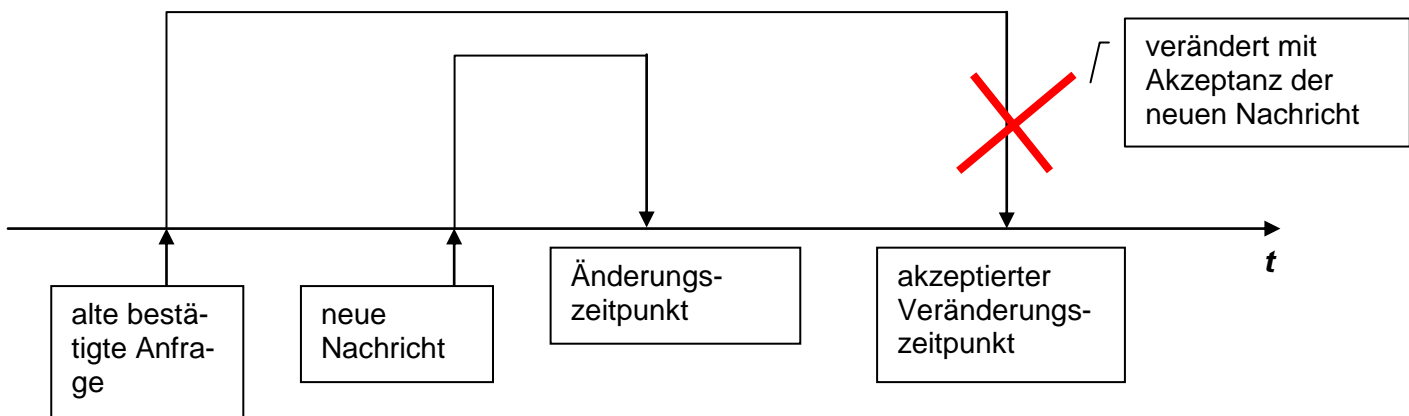 verändert mit
Akzeptanz der
neuen Nachricht
t
alte bestä-
tigte Anfra-
ge
neue
Nachricht
Änderungs-
zeitpunkt
akzeptierter
Veränderungs-
zeitpunkt